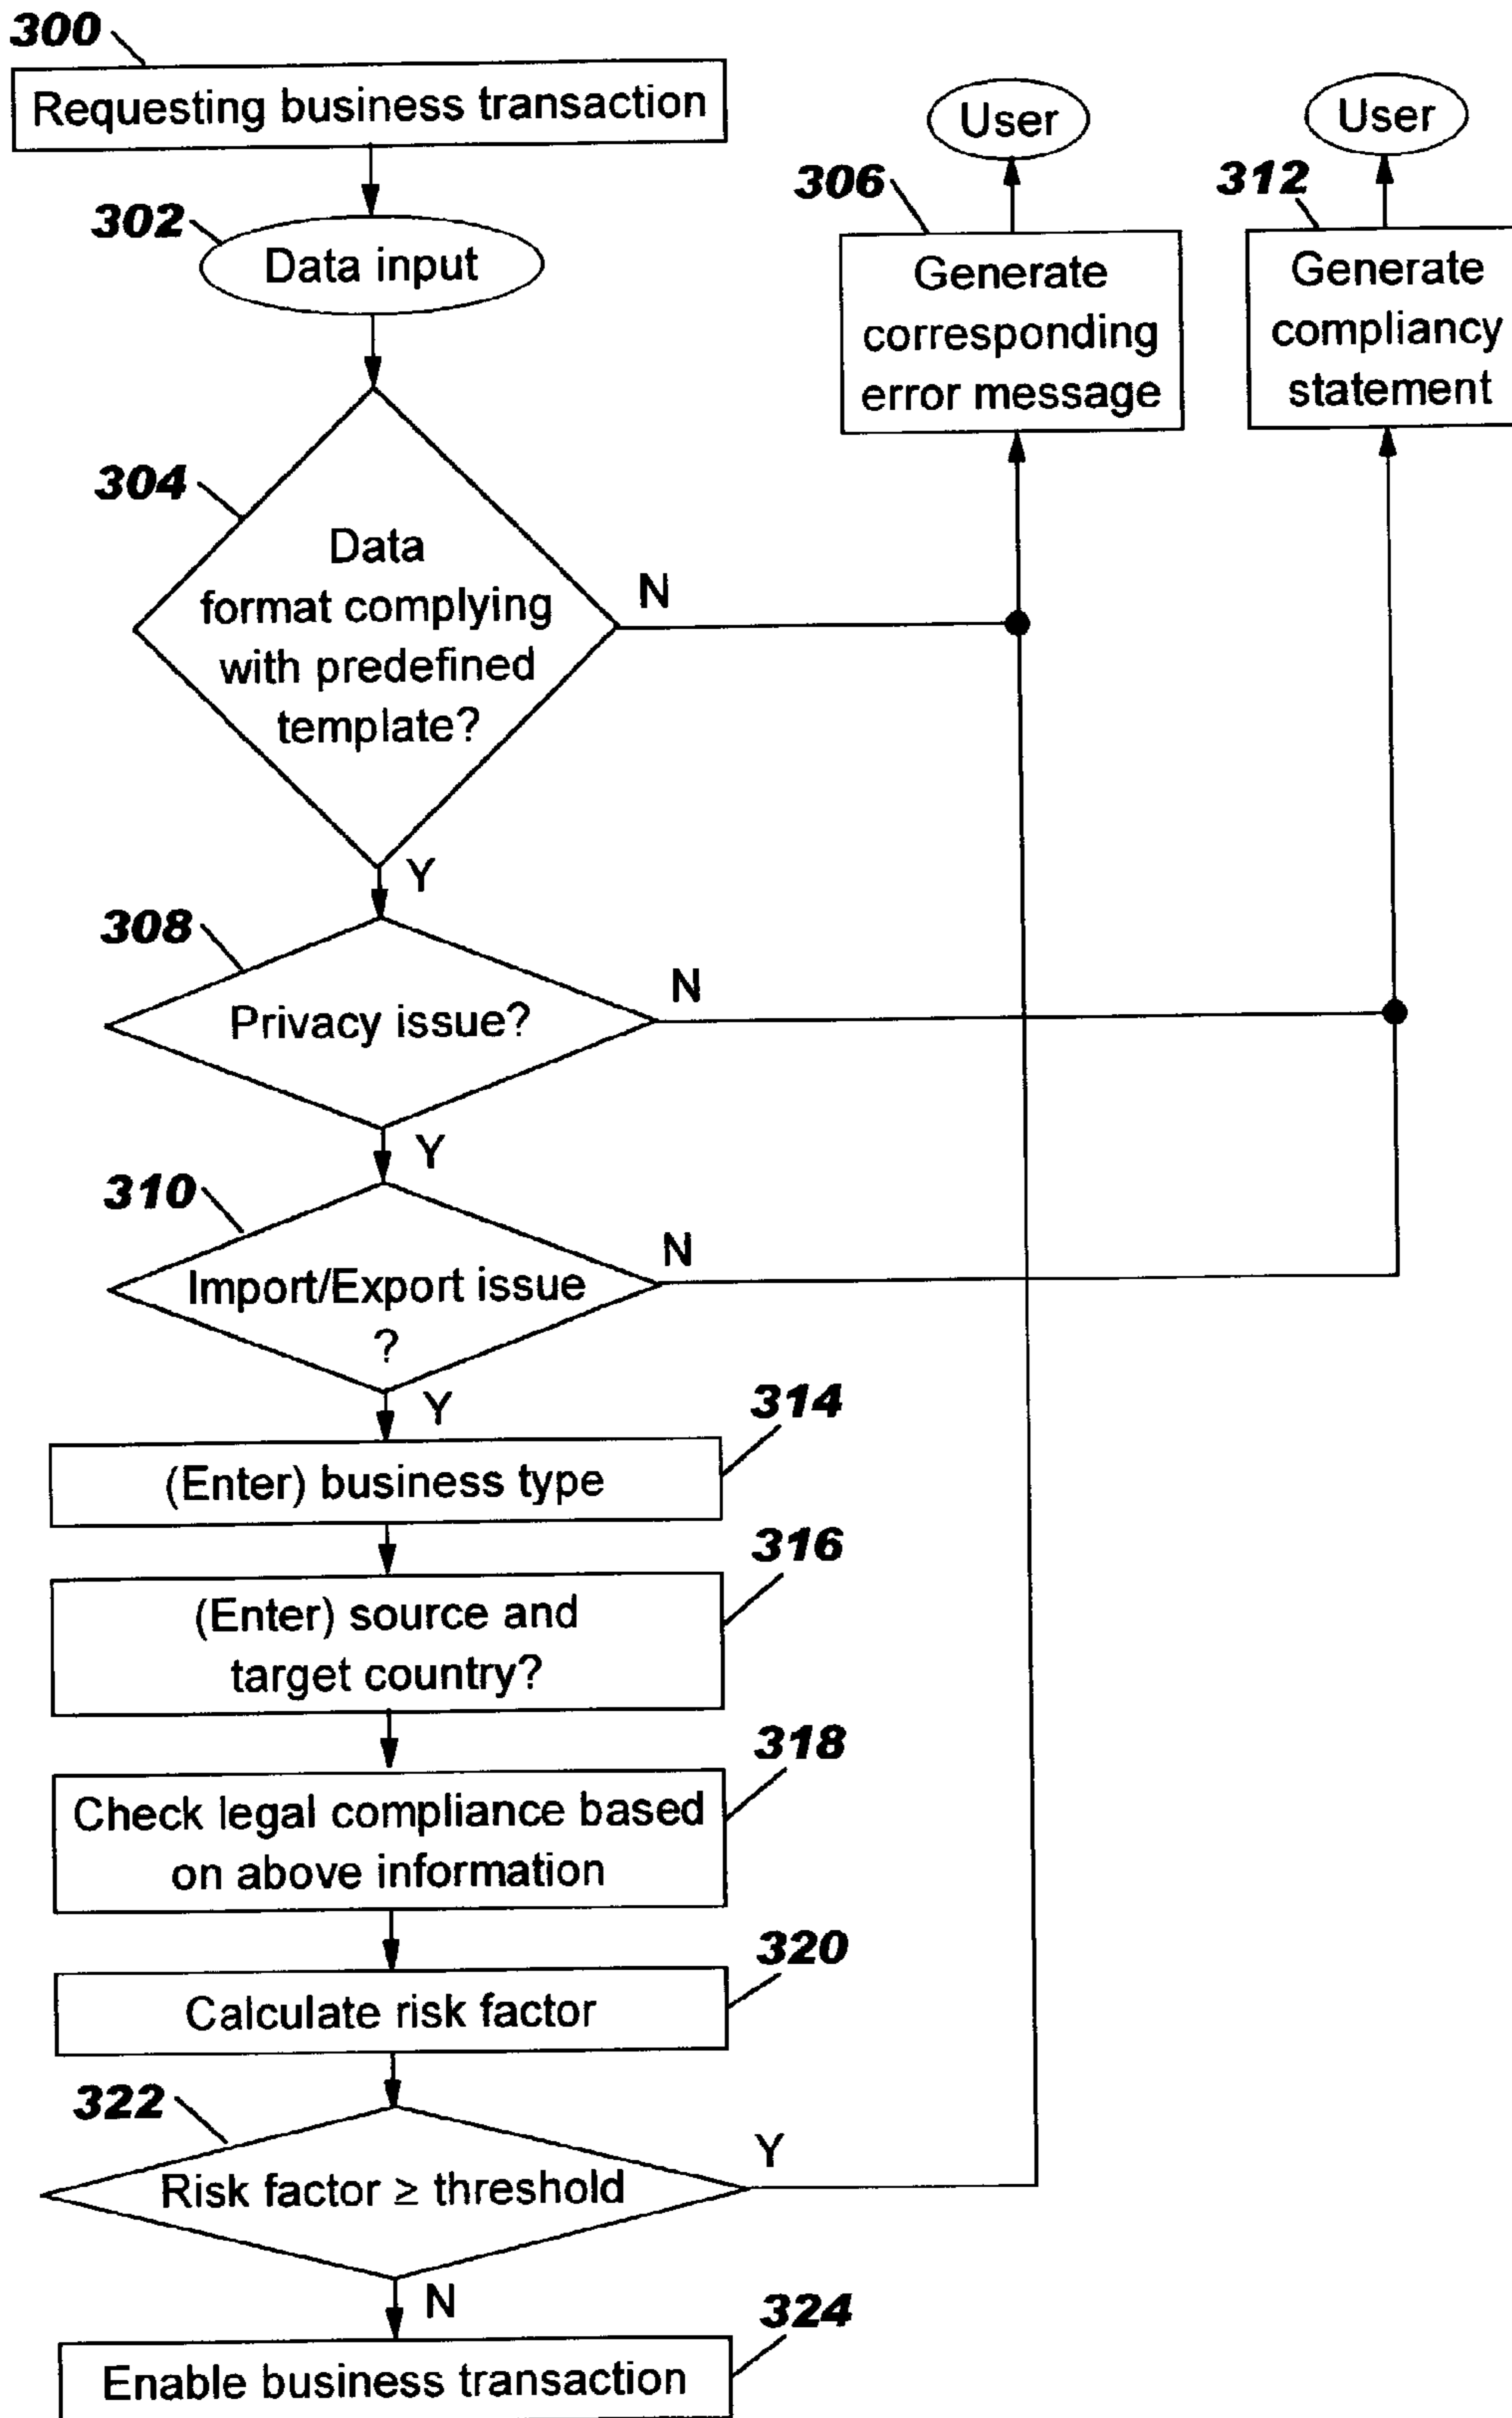 300
Requesting business transaction
302
Data input
304
Data
format complying
with predefined
template?
N
Y
User
306
Generate
corresponding
error message
User
312
Generate
compliancy
statement
308
Privacy issue?
N
Y
310
Import/Export issue
?
N
Y
314
(Enter) business type
316
(Enter) source and
target country?
318
Check legal compliance based
on above information
320
Calculate risk factor
322
Risk factor ≥ threshold
Y
N
324
Enable business transaction